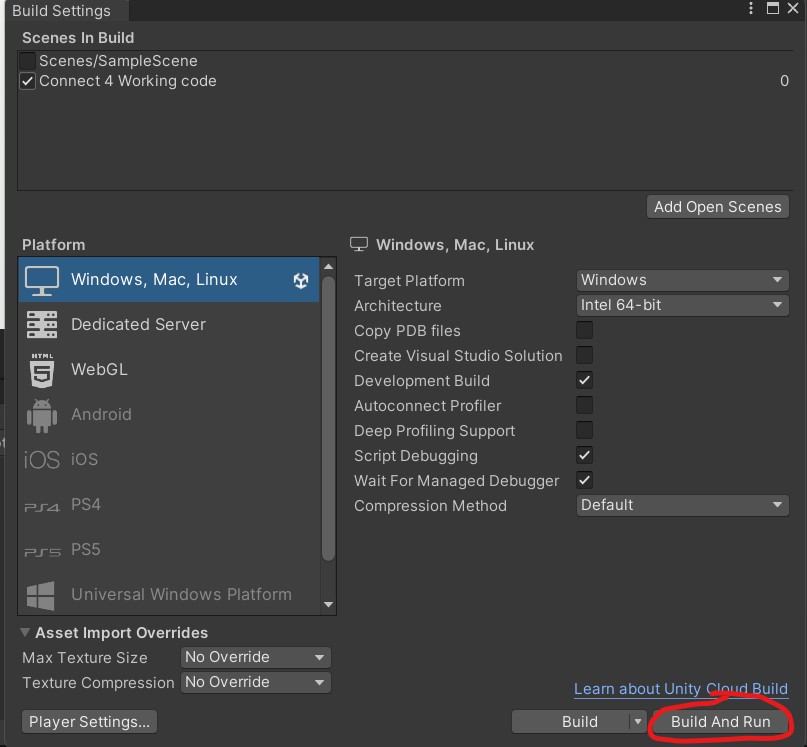 Build Settings
Scenes In Build
Scenes/SampleScene
Connect 4 Working code 0
Add Open Scenes
Platform
Windows, Mac, Linux
HTML
5
Dedicated Server
WebGL
Android
iOS iOS
PS4 PS4
PS5 PS5
Universal Windows Platform
Windows, Mac, Linux
Target Platform Windows
Architecture Intel 64-bit
Copy PDB files
Create Visual Studio Solution
Development Build
Autoconnect Profiler
Deep Profiling Support
Script Debugging
Wait For Managed Debugger
Compression Method Default
Asset Import Overrides
Max Texture Size No Override
Texture Compression No Override
Learn about Unity Cloud Build
Player Settings... Build Build And Run